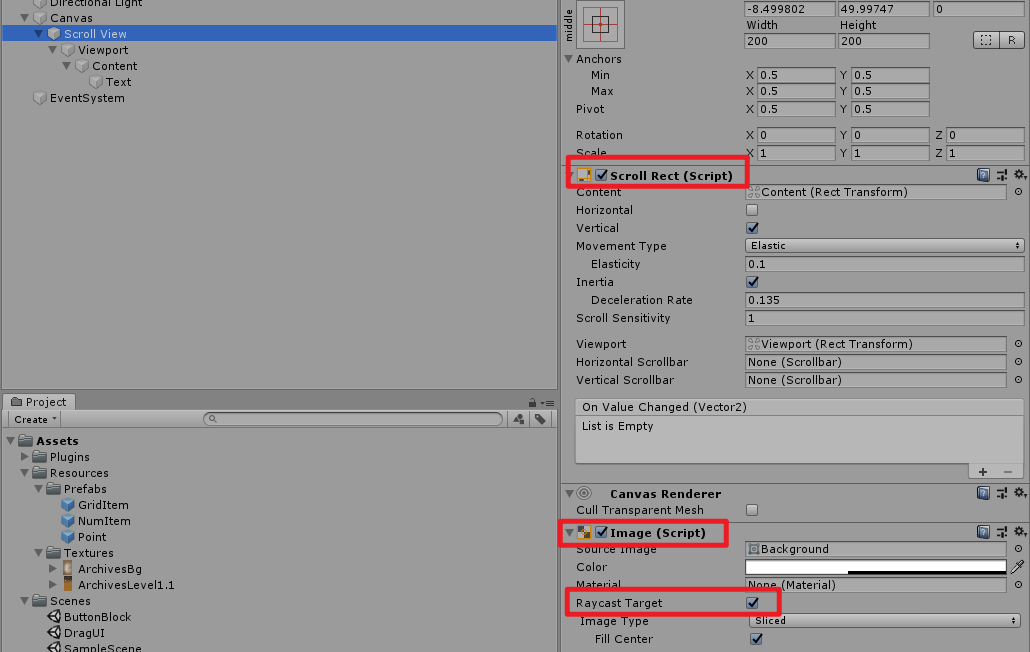 Directional Light
Canvas
Scroll View
Viewport
Content
Text
EventSystem
Project
Create
Assets
Plugins
Resources
Prefabs
GridItem
NumItem
Point
Textures
ArchivesBg
ArchivesLevel1.1
Scenes
ButtonBlock
DragUI
SampleScene
middle
-8.499802 49.99747 0
Width Height
200 200 R
Anchors
Min X 0.5 Y 0.5
Max X 0.5 Y 0.5
Pivot X 0.5 Y 0.5
Rotation X 0 Y 0 Z 0
Scale X 1 Y 1 Z 1
Scroll Rect (Script)
Content Content (Rect Transform)
Horizontal
Vertical
Movement Type Elastic
Elasticity 0.1
Inertia
Deceleration Rate 0.135
Scroll Sensitivity 1
Viewport Viewport (Rect Transform)
Horizontal Scrollbar None (Scrollbar)
Vertical Scrollbar None (Scrollbar)
On Value Changed (Vector2)
List is Empty
Canvas Renderer
Cull Transparent Mesh
Image (Script)
Source Image Background
Color
Material None (Material)
Raycast Target
Image Type Sliced
Fill Center